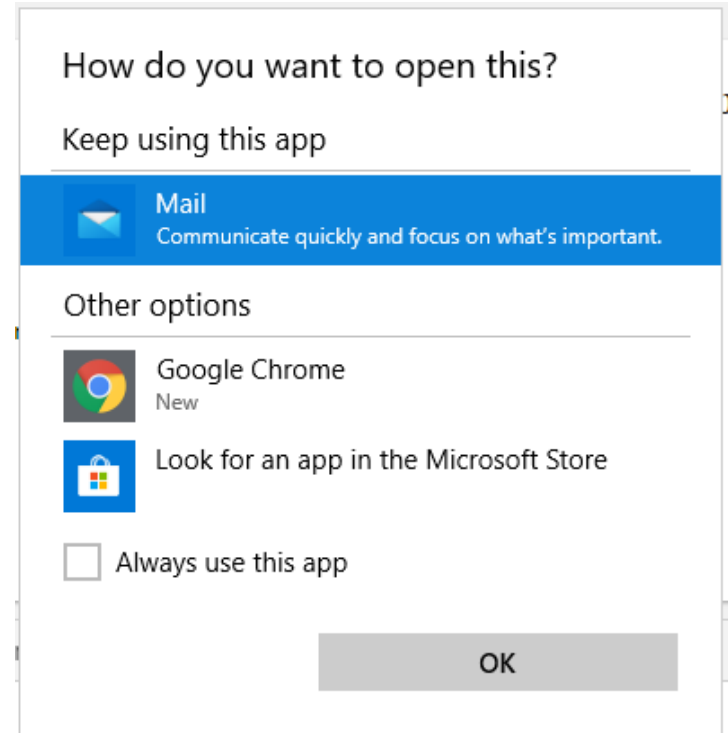 How do you want to open this?
Keep using this app
Mail
Communicate quickly and focus on what's important.
Other options
Google Chrome
New
Look for an app in the Microsoft Store
Always use this app
OK